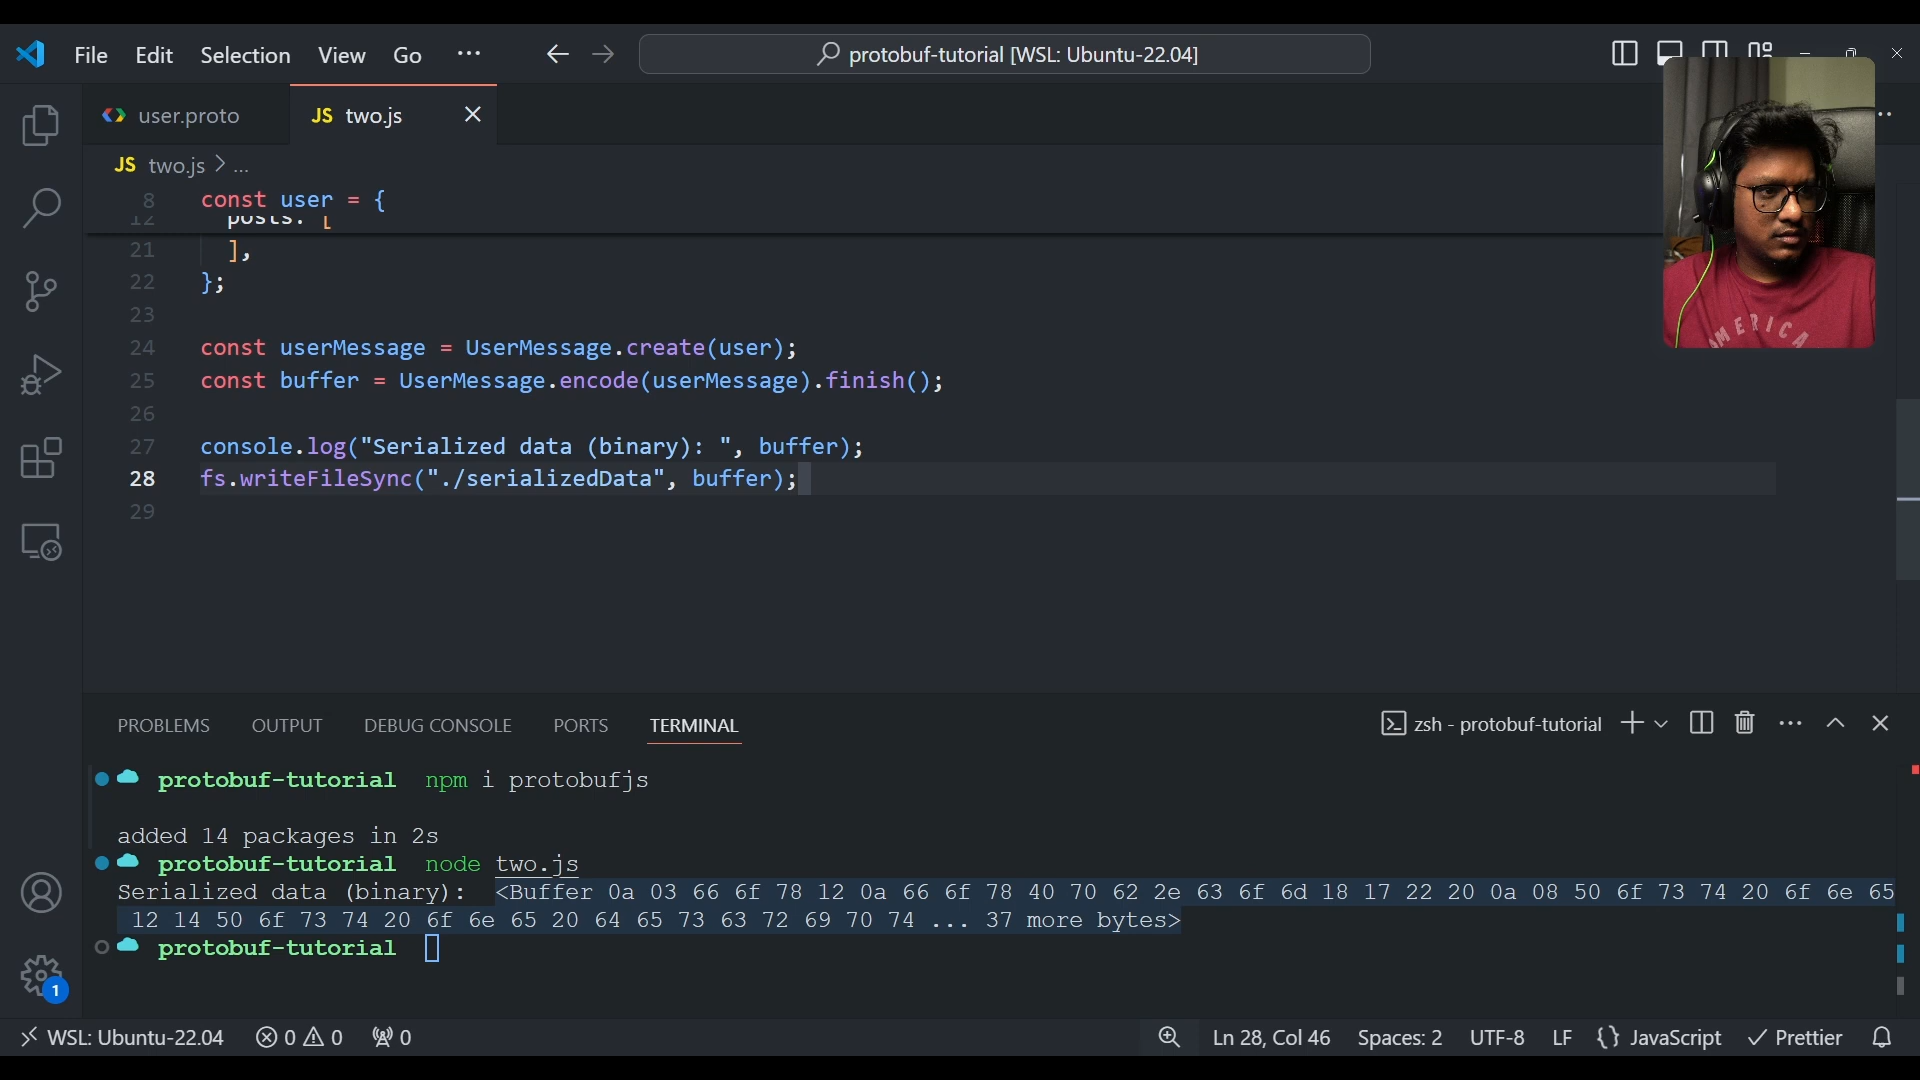 File Edit Selection View Go ...
protobuf-tutorial [WSL: Ubuntu-22.04]
user.proto
JS two.js
JS two.js > ...
8 const user = {
12 posts: [
21 ],
22 };
23
24 const userMessage = UserMessage.create(user);
25 const buffer = UserMessage.encode(userMessage).finish();
26
27 console.log("Serialized data (binary): ", buffer);
28 fs.writeFileSync("./serializedData", buffer);
29
AMERICA
PROBLEMS OUTPUT DEBUG CONSOLE PORTS TERMINAL
zsh - protobuf-tutorial
protobuf-tutorial npm i protobufjs
added 14 packages in 2s
protobuf-tutorial node two.js
Serialized data (binary): <Buffer 0a 03 66 6f 78 12 0a 66 6f 78 40 70 62 2e 63 6f 6d 18 17 22 20 0a 08 50 6f 73 74 20 6f 6e 65
12 14 50 6f 73 74 20 6f 6e 65 20 64 65 73 63 72 69 70 74 ... 37 more bytes>
protobuf-tutorial
1
WSL: Ubuntu-22.04 0 0 0 Ln 28, Col 46 Spaces: 2 UTF-8 LF {} JavaScript Prettier